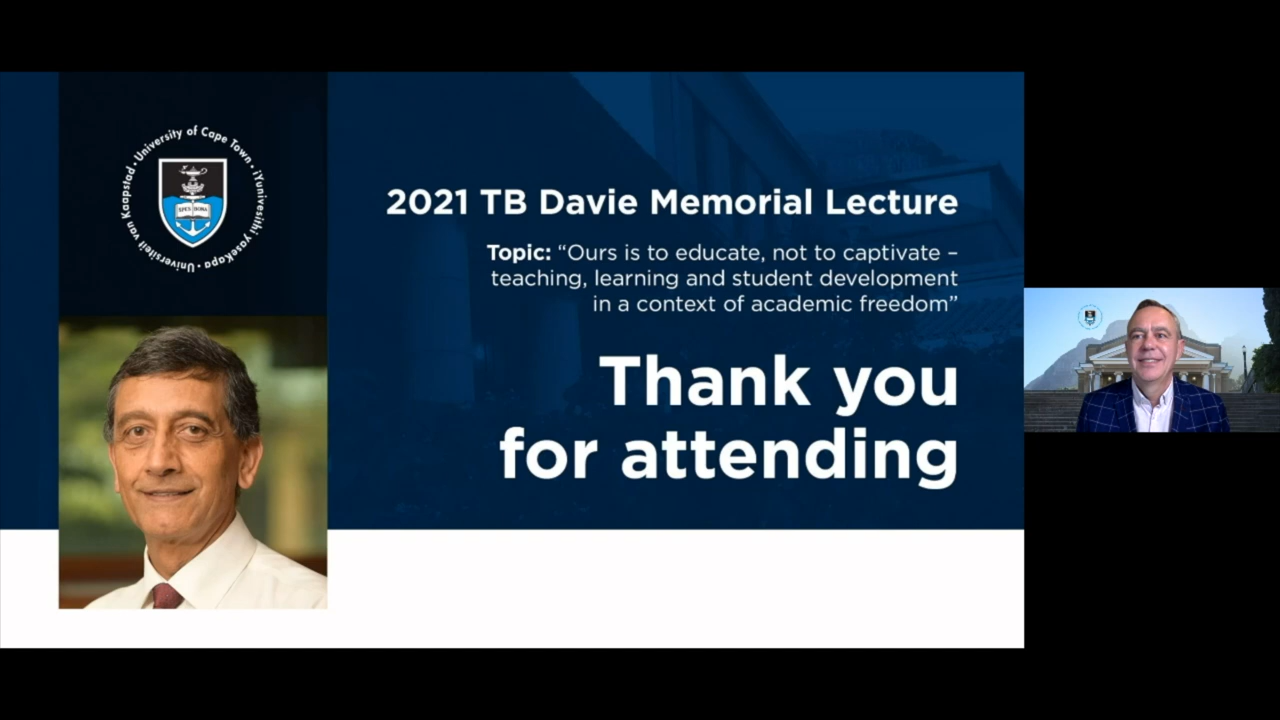 University of Cape Town · iYunivesithi yaseKapa · Universiteit van Kaapstad ·
SPES BONA
2021 TB Davie Memorial Lecture
Topic: “Ours is to educate, not to captivate –
teaching, learning and student development
in a context of academic freedom”
Thank you
for attending